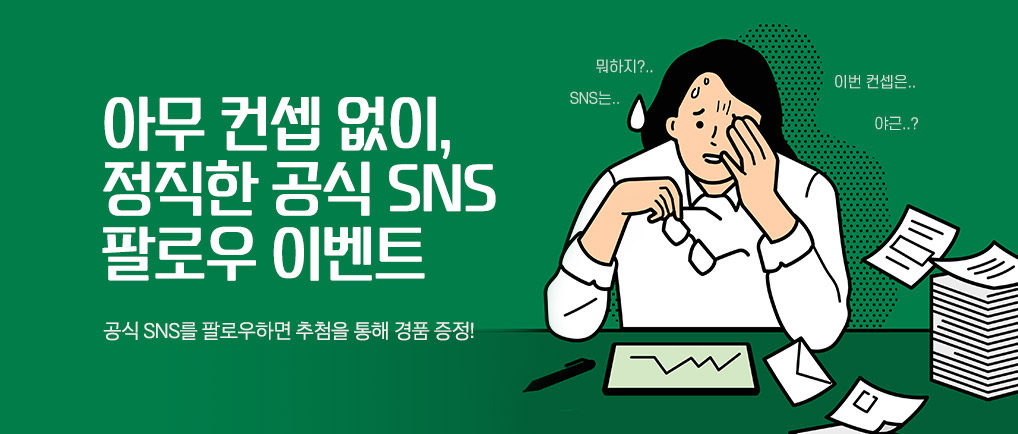 아무 컨셉 없이,
정직한 공식 SNS
팔로우 이벤트
공식 SNS를 팔로우하면 추첨을 통해 경품 증정!
뭐하지?..
SNS는..
이번 컨셉은..
야근..?